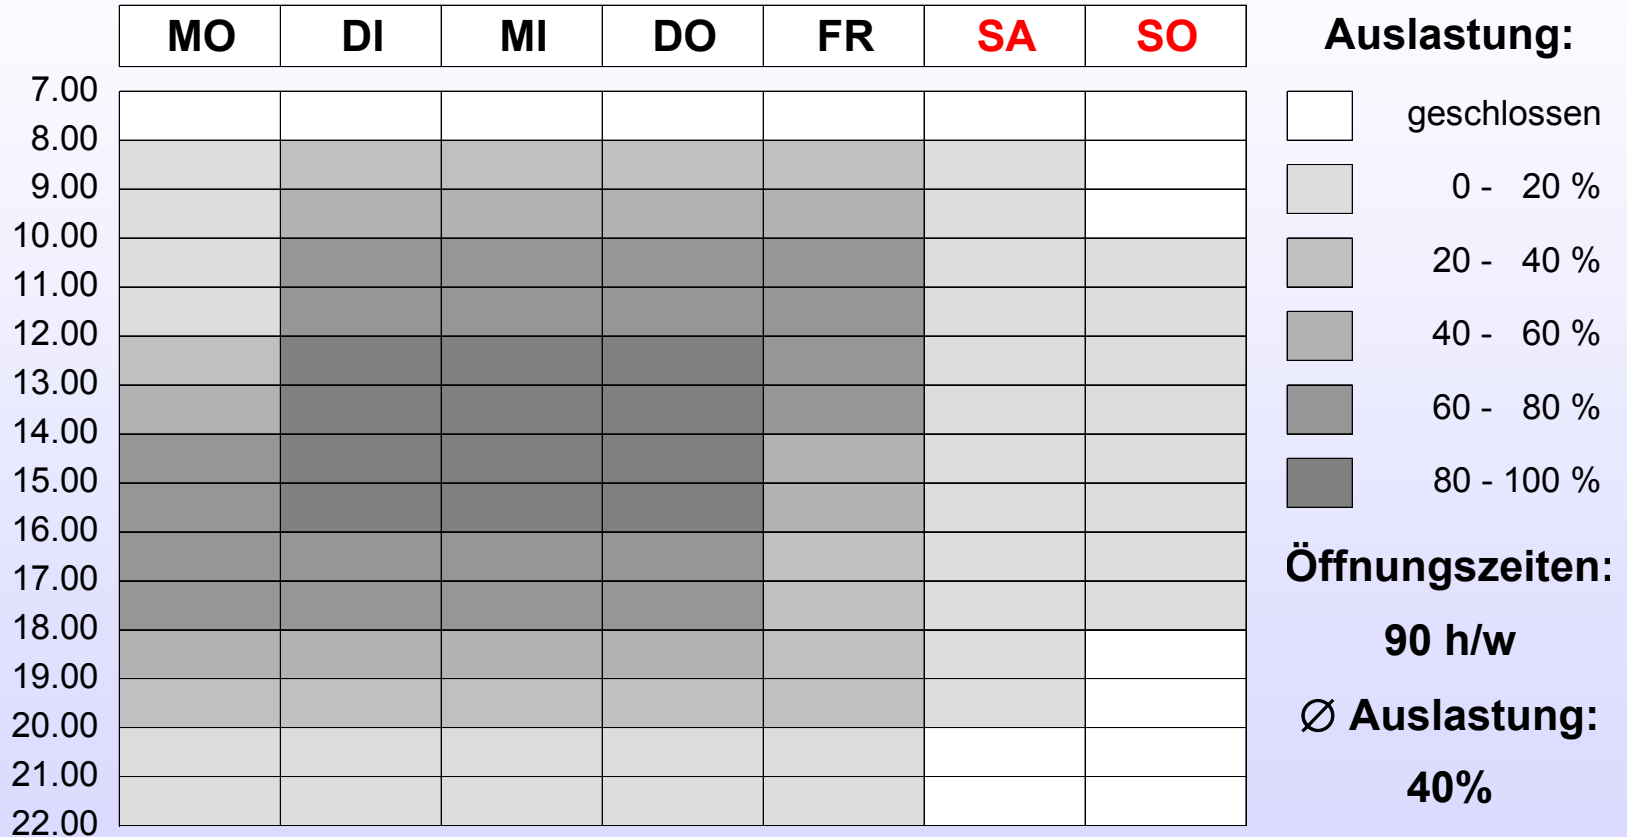 MO DI MI DO FR SA SO
7.00
8.00
9.00
10.00
11.00
12.00
13.00
14.00
15.00
16.00
17.00
18.00
19.00
20.00
21.00
22.00
Auslastung:
geschlossen
0 - 20 %
20 - 40 %
40 - 60 %
60 - 80 %
80 - 100 %
Öffnungszeiten:
90 h/w
∅ Auslastung:
40%